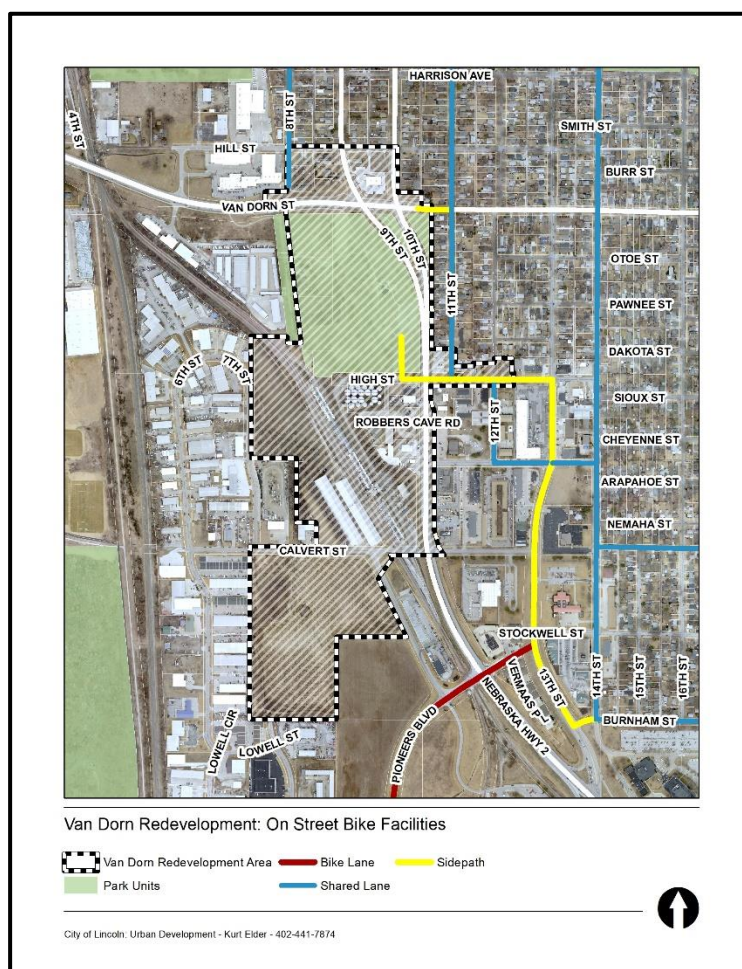 HARRISON AVE
4TH ST
8TH ST
SMITH ST
HILL ST
BURR ST
VAN DORN ST
9TH ST
10TH ST
11TH ST
OTOE ST
PAWNEE ST
DAKOTA ST
6TH ST
7TH ST
HIGH ST
SIOUX ST
12TH ST
ROBBERS CAVE RD
CHEYENNE ST
ARAPAHOE ST
NEMAHA ST
CALVERT ST
STOCKWELL ST
VERMAAS P
13TH ST
14TH ST
15TH ST
16TH ST
BURNHAM ST
NEBRASKA HWY 2
PIONEERS BLVD
LOWELL CIR
LOWELL ST
Van Dorn Redevelopment: On Street Bike Facilities
Van Dorn Redevelopment Area
Bike Lane
Sidepath
Park Units
Shared Lane
City of Lincoln: Urban Development - Kurt Elder - 402-441-7874